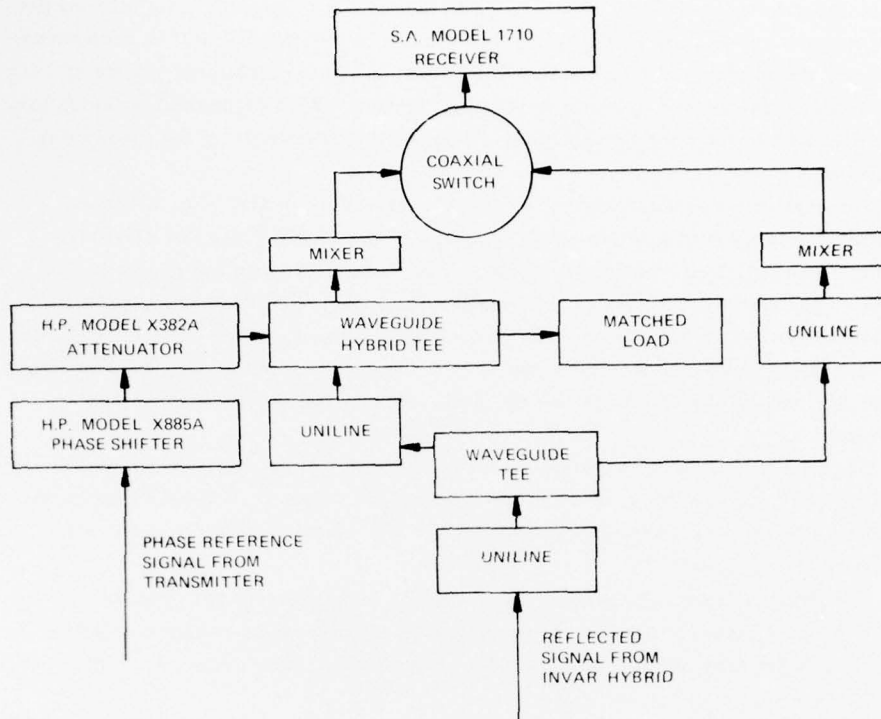 S.A. MODEL 1710
RECEIVER
COAXIAL
SWITCH
MIXER
MIXER
H.P. MODEL X382A
ATTENUATOR
WAVEGUIDE
HYBRID TEE
MATCHED
LOAD
UNILINE
H.P. MODEL X885A
PHASE SHIFTER
UNILINE
WAVEGUIDE
TEE
PHASE REFERENCE
SIGNAL FROM
TRANSMITTER
UNILINE
REFLECTED
SIGNAL FROM
INVAR HYBRID